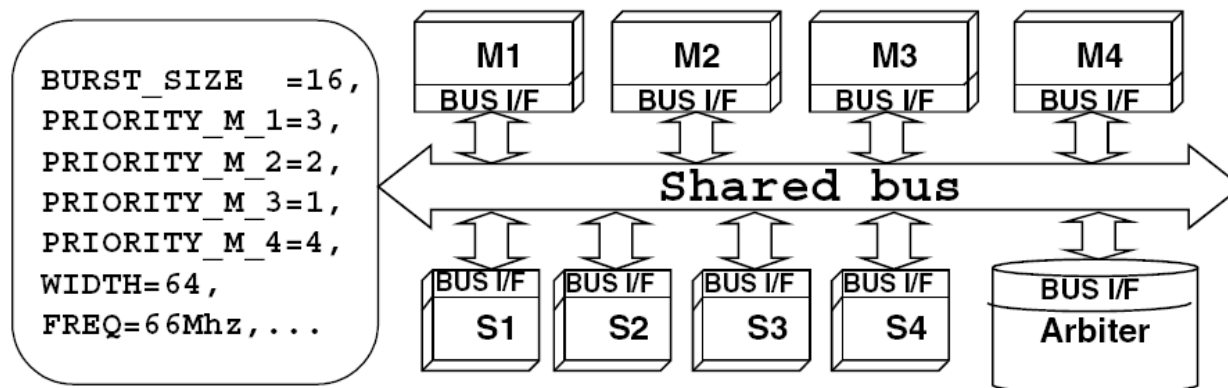 BURST_SIZE =16,
PRIORITY_M_1=3,
PRIORITY_M_2=2,
PRIORITY_M_3=1,
PRIORITY_M_4=4,
WIDTH=64,
FREQ=66Mhz,...
M1 M2 M3 M4
BUS I/F BUS I/F BUS I/F BUS I/F
Shared bus
BUS I/F BUS I/F BUS I/F BUS I/F BUS I/F
S1 S2 S3 S4 Arbiter